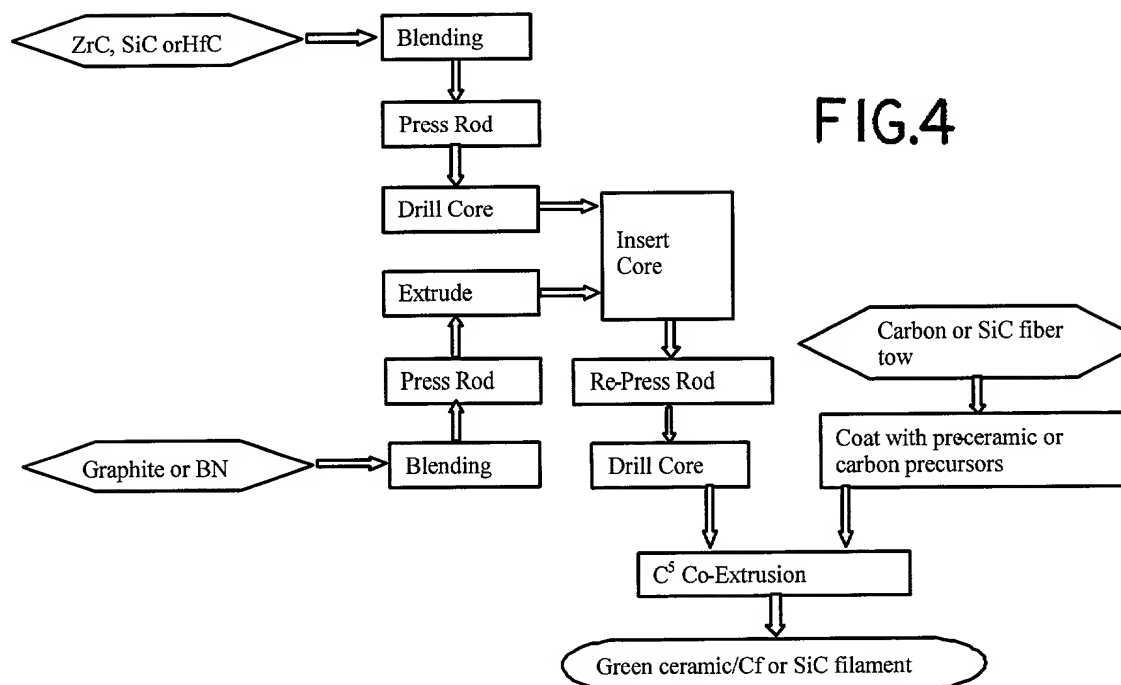 ZrC, SiC orHfC
Blending
Press Rod
FIG.4
Drill Core
Insert
Core
Extrude
Carbon or SiC fiber
tow
Press Rod
Re-Press Rod
Coat with preceramic or
carbon precursors
Graphite or BN
Blending
Drill Core
C⁵ Co-Extrusion
Green ceramic/Cf or SiC filament